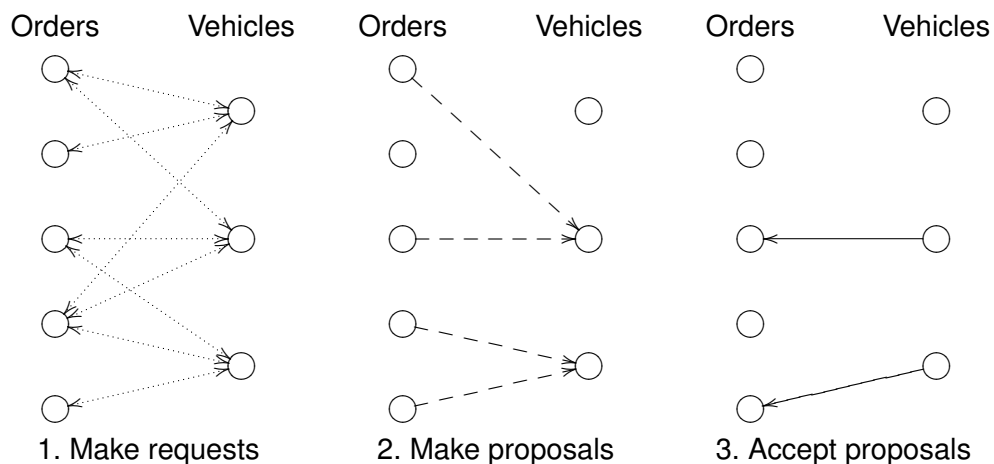 Orders Vehicles Orders Vehicles Orders Vehicles
1. Make requests 2. Make proposals 3. Accept proposals